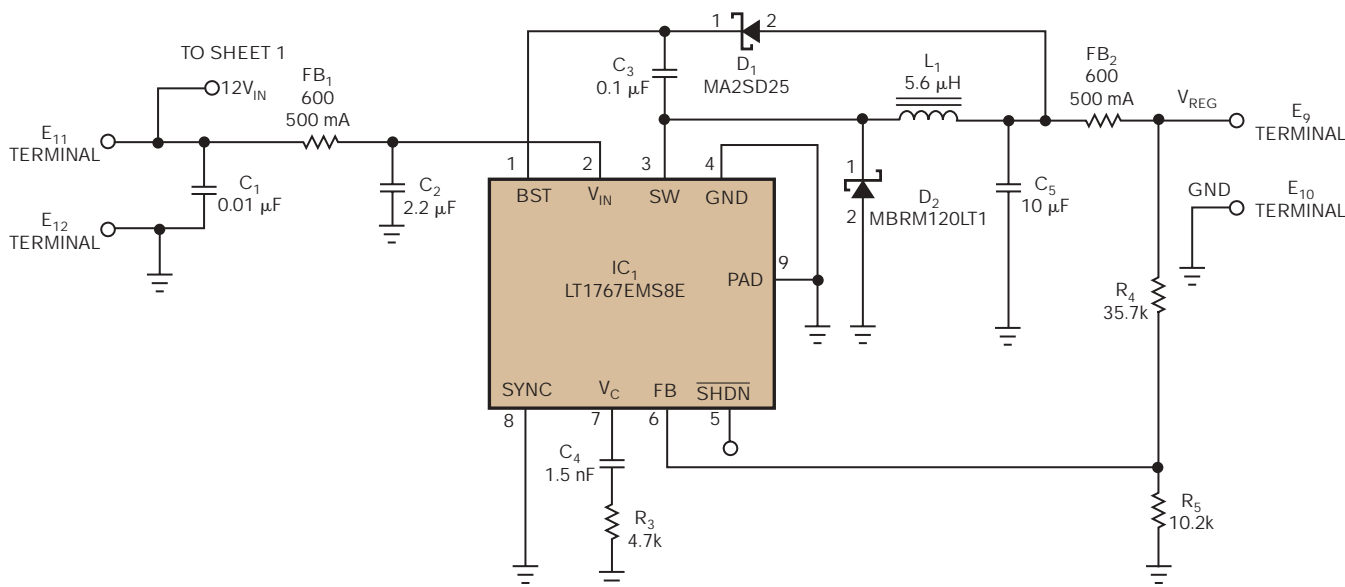 TO SHEET 1
12V_IN
FB_1
600
500 mA
E_11
TERMINAL
C_1
0.01 µF
E_12
TERMINAL
C_2
2.2 µF
C_3
0.1 µF
1
2
D_1
MA2SD25
L_1
5.6 µH
FB_2
600
500 mA
V_REG
E_9
TERMINAL
GND
E_10
TERMINAL
1
2
3
4
BST
V_IN
SW
GND
1
2
D_2
MBRM120LT1
C_5
10 µF
IC_1
LT1767EMS8E
PAD
9
R_4
35.7k
SYNC
V_C
FB
SHDN
8
7
6
5
C_4
1.5 nF
R_3
4.7k
R_5
10.2k